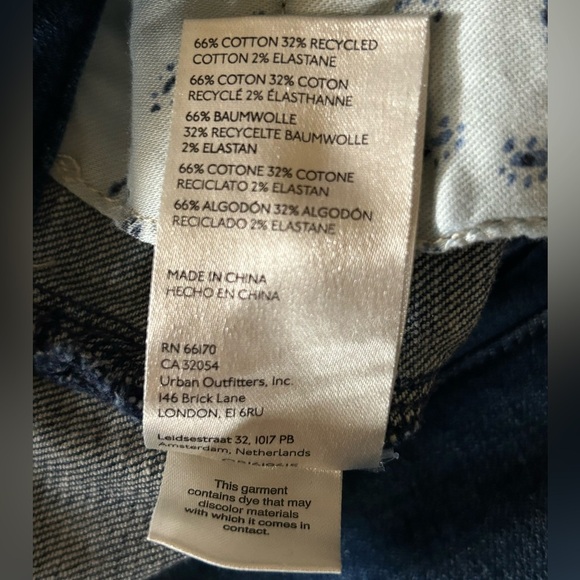 66% COTTON 32% RECYCLED
COTTON 2% ELASTANE
66% COTON 32% COTON
RECYCLÉ 2% ÉLASTHANNE
66% BAUMWOLLE
32% RECYCELTE BAUMWOLLE
2% ELASTAN
66% COTONE 32% COTONE
RECICLATO 2% ELASTAN
66% ALGODÓN 32% ALGODÓN
RECICLADO 2% ELASTANE
MADE IN CHINA
HECHO EN CHINA
RN 66170
CA 32054
Urban Outfitters, Inc.
146 Brick Lane
LONDON, E1 6RU
Leidsestraat 32, 1017 PB
Amsterdam, Netherlands
This garment
contains dye that may
discolor materials
with which it comes in
contact.